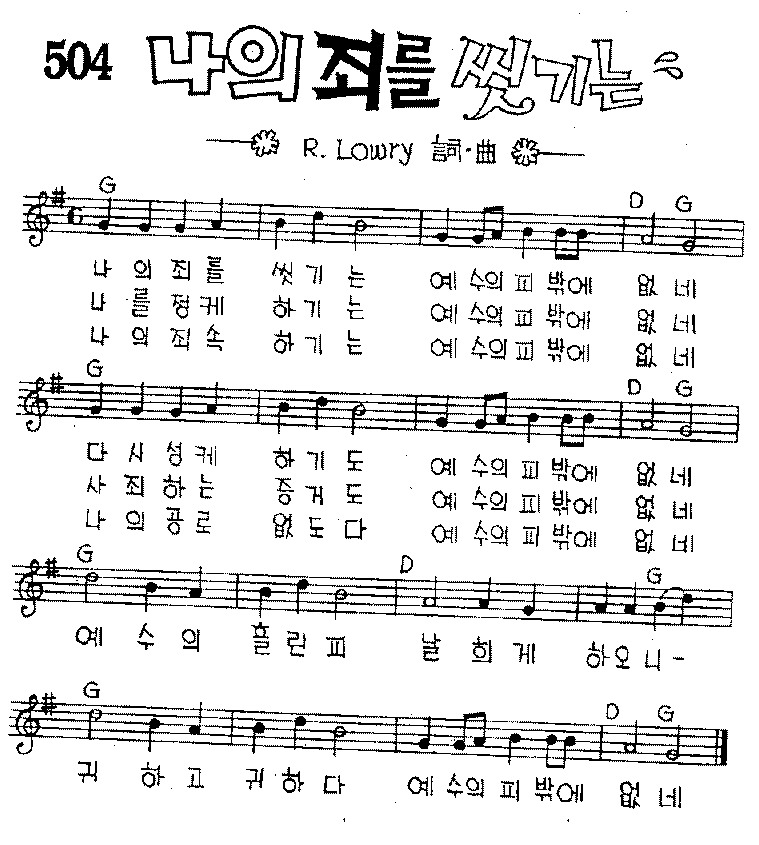 504 나의 죄를 씻기는
R. Lowry 詞·曲
G D G
나 의 죄 를 씻 기 는 예 수의 피 밖에 없 네
나 를 정 케 하 기 는 예 수의 피 밖에 없 네
나 의 죄 속 하 기 는 예 수의 피 밖에 없 네
G D G
다 시 성 케 하 기 도 예 수의 피 밖에 없 네
사 죄 하 는 증 거 도 예 수의 피 밖에 없 네
나 의 공 로 없 도 다 예 수의 피 밖에 없 네
G D G
예 수 의 흘 린 피 날 희 게 하 오 니 -
G D G
귀 하 고 귀 하 다 예 수의 피 밖에 없 네